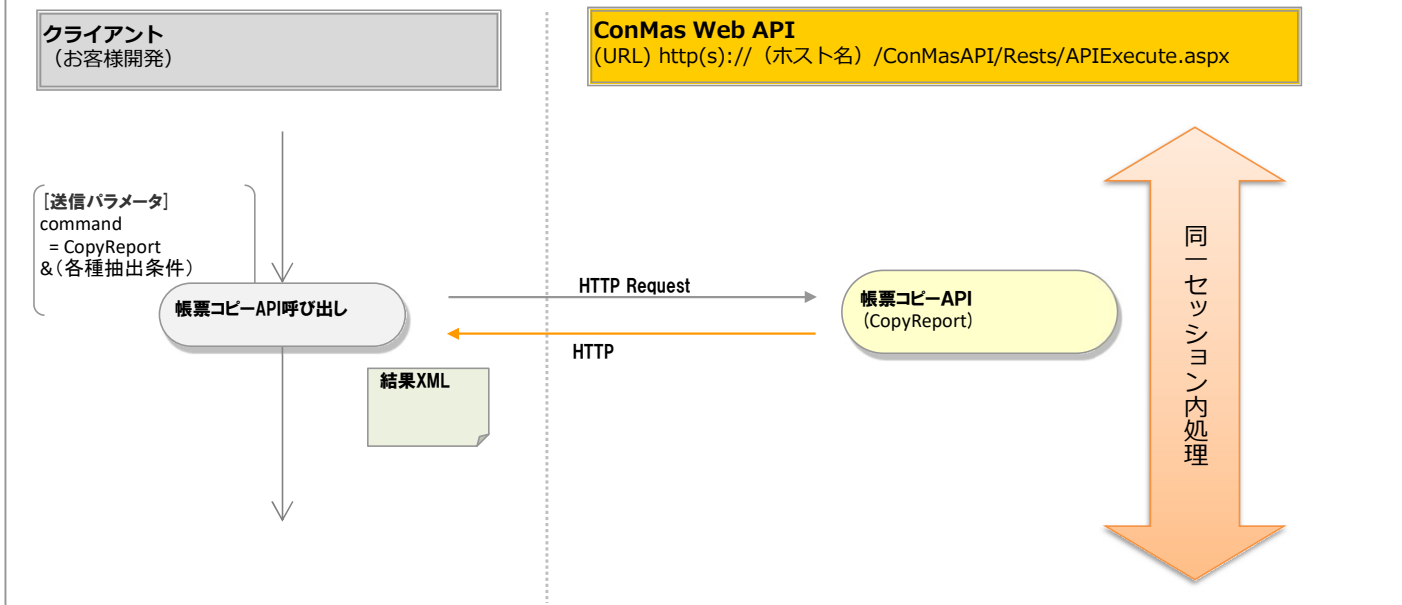 クライアント
（お客様開発）
ConMas Web API
(URL) http(s)://（ホスト名）/ConMasAPI/Rests/APIExecute.aspx
[送信パラメータ]
command
= CopyReport
&（各種抽出条件）
帳票コピーAPI呼び出し
HTTP Request
帳票コピーAPI
（CopyReport）
HTTP
結果XML
同一セッション内処理